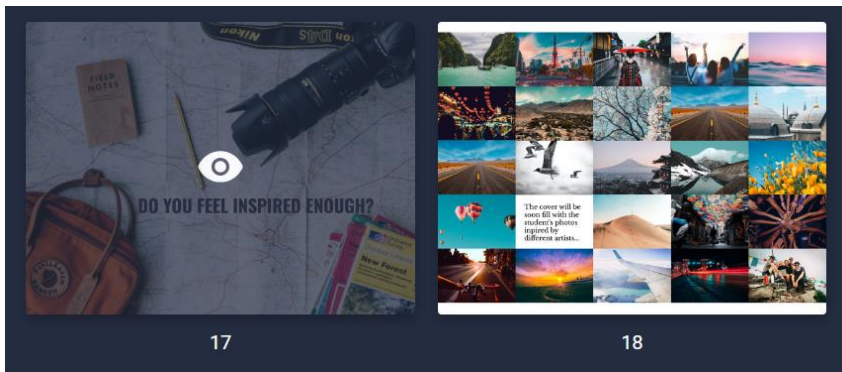 Nikon D4S
FIELD
NOTES
DO YOU FEEL INSPIRED ENOUGH?
New Forest
The cover will be
soon fill with the
student's photos
inpired by
different artists...
17
18